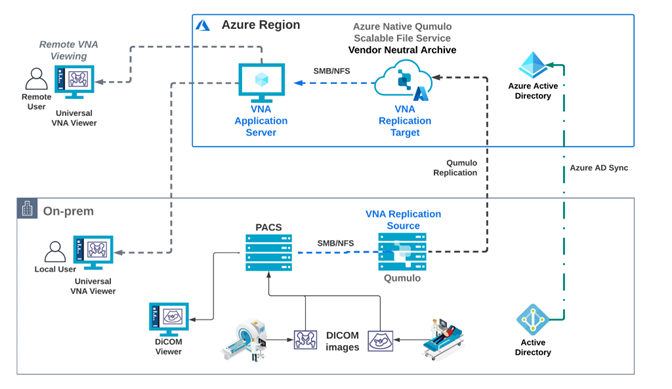 Azure Region
Azure Native Qumulo
Scalable File Service
Vendor Neutral Archive
Remote VNA
Viewing
Remote
User
Universal
VNA Viewer
SMB/NFS
VNA
Application
Server
VNA
Replication
Target
Azure Active
Directory
Qumulo
Replication
Azure AD Sync
On-prem
Local User
Universal
VNA Viewer
PACS
SMB/NFS
VNA Replication
Source
Qumulo
DiCOM
Viewer
DICOM
images
Active
Directory